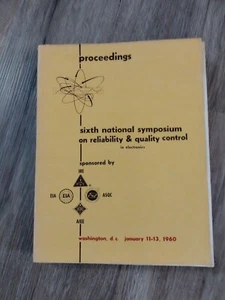 proceedings
sixth national symposium
on reliability & quality control
in electronics
sponsored by
IRE
EIA
ASQC
AIEE
washington, d c. january 11-13, 1960